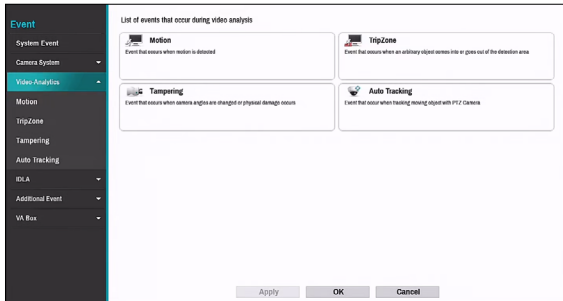 Event
System Event
Camera System
Video-Analytics
Motion
TripZone
Tampering
Auto Tracking
IDLA
Additional Event
VA Box
List of events that occur during video analysis
Motion
Event that occurs when motion is detected
TripZone
Event that occurs when an arbitrary object comes into or goes out of the detection area
Tampering
Event that occurs when camera angles are changed or physical damage occurs
Auto Tracking
Event that occur when tracking moving object with PTZ Camera
Apply
OK
Cancel